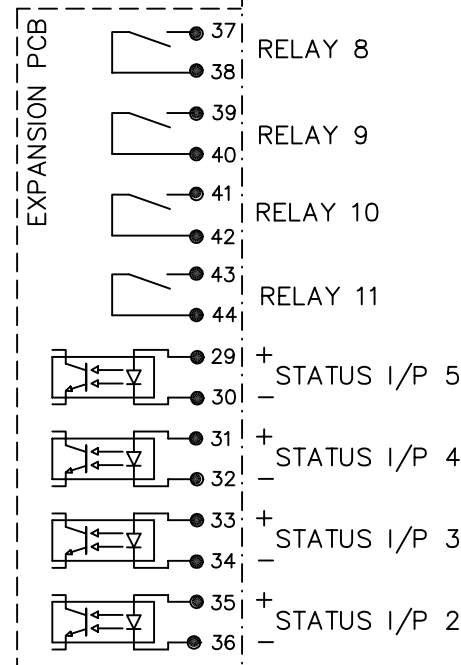 EXPANSION PCB
37
RELAY 8
38
39
RELAY 9
40
41
RELAY 10
42
43
RELAY 11
44
29 +
STATUS I/P 5
30 −
31 +
STATUS I/P 4
32 −
33 +
STATUS I/P 3
34 −
35 +
STATUS I/P 2
36 −